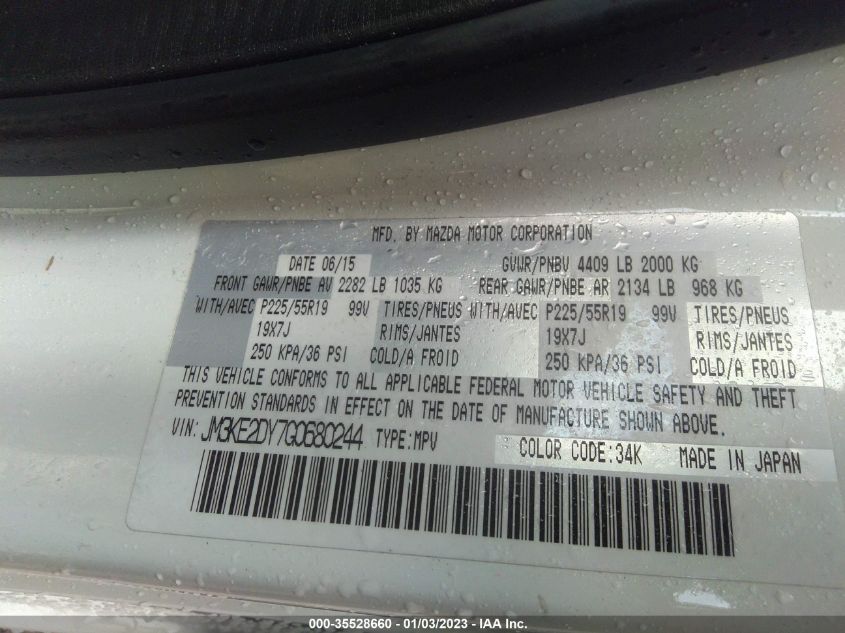 MFD. BY MAZDA MOTOR CORPORATION
DATE 06/15 GVWR/PNBV 4409 LB 2000 KG
FRONT GAWR/PNBE AV 2282 LB 1035 KG REAR GAWR/PNBE AR 2134 LB 968 KG
WITH/AVEC P225/55R19 99V TIRES/PNEUS WITH/AVEC P225/55R19 99V TIRES/PNEUS
19X7J RIMS/JANTES 19X7J RIMS/JANTES
250 KPA/36 PSI COLD/A FROID 250 KPA/36 PSI COLD/A FROID
THIS VEHICLE CONFORMS TO ALL APPLICABLE FEDERAL MOTOR VEHICLE SAFETY AND THEFT
PREVENTION STANDARDS IN EFFECT ON THE DATE OF MANUFACTURE SHOWN ABOVE.
VIN: JM3KE2DY7G0680244 TYPE:MPV COLOR CODE:34K MADE IN JAPAN
000-35528660 - 01/03/2023 - IAA Inc.